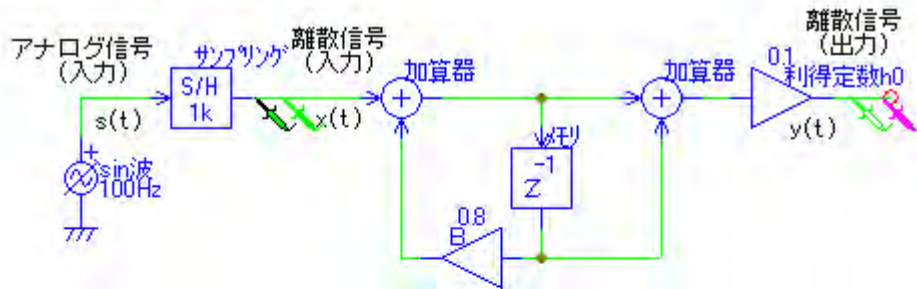 アナログ信号
(入力)
サンプリング
離散信号
(入力)
S/H
1k
s(t)
x(t)
sin波
100Hz
加算器
メモリ
Z⁻¹
0.8
B
加算器
0.1
利得定数h0
離散信号
(出力)
y(t)